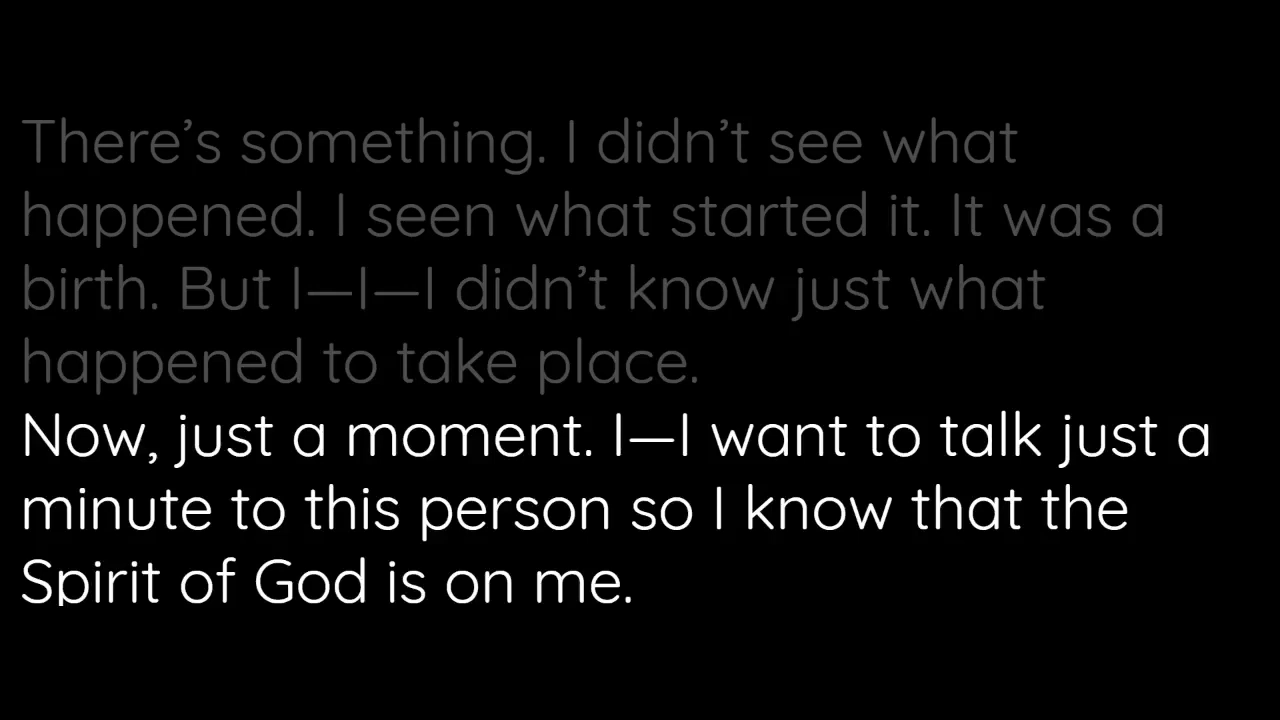 There’s something. I didn’t see what
happened. I seen what started it. It was a
birth. But I—I—I didn’t know just what
happened to take place.
Now, just a moment. I—I want to talk just a
minute to this person so I know that the
Spirit of God is on me.